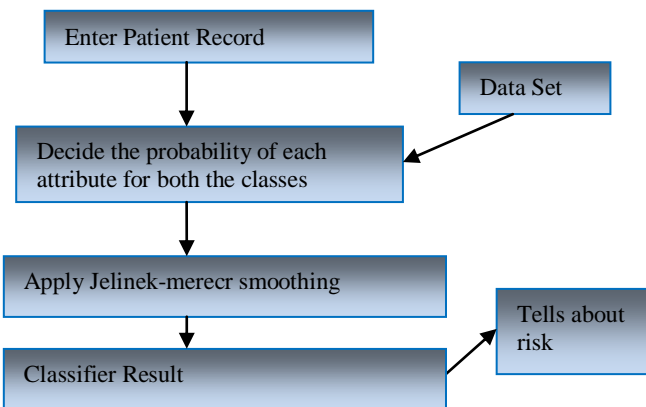 Enter Patient Record
Data Set
Decide the probability of each
attribute for both the classes
Apply Jelinek-merecr smoothing
Tells about
risk
Classifier Result